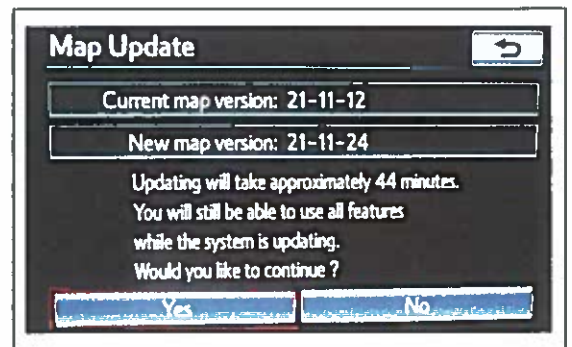 Map Update
Current map version: 21-11-12
New map version: 21-11-24
Updating will take approximately 44 minutes.
You will still be able to use all features
while the system is updating.
Would you like to continue ?
Yes
No